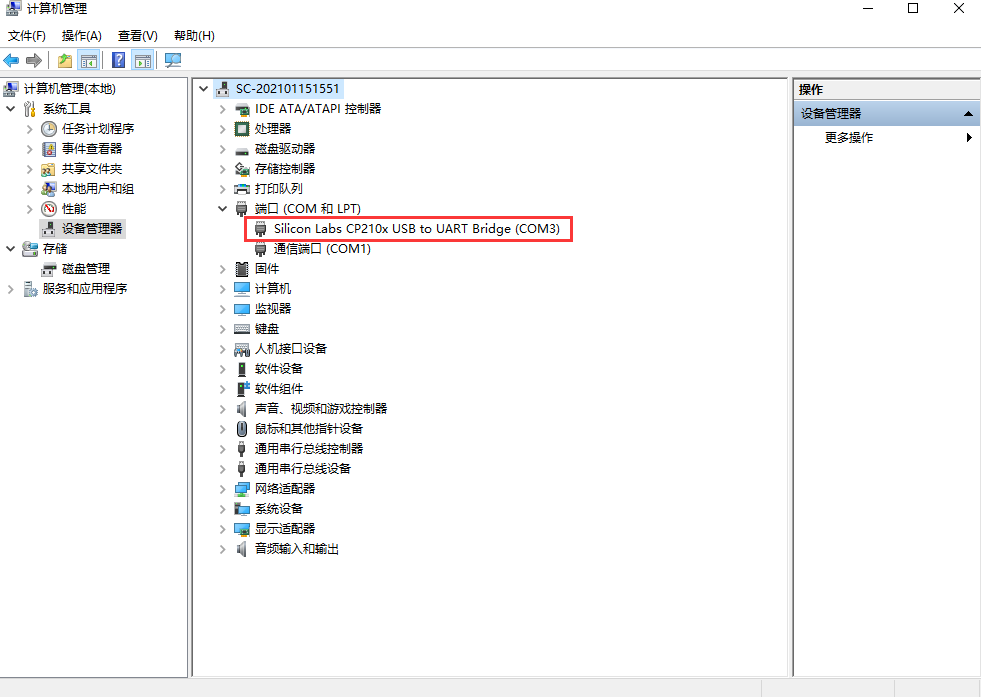 计算机管理
文件(F) 操作(A) 查看(V) 帮助(H)
计算机管理(本地)
系统工具
任务计划程序
事件查看器
共享文件夹
本地用户和组
性能
设备管理器
存储
磁盘管理
服务和应用程序
SC-202101151551
IDE ATA/ATAPI 控制器
处理器
磁盘驱动器
存储控制器
打印队列
端口 (COM 和 LPT)
Silicon Labs CP210x USB to UART Bridge (COM3)
通信端口 (COM1)
固件
计算机
监视器
键盘
人机接口设备
软件设备
软件组件
声音、视频和游戏控制器
鼠标和其他指针设备
通用串行总线控制器
通用串行总线设备
网络适配器
系统设备
显示适配器
音频输入和输出
操作
设备管理器
更多操作